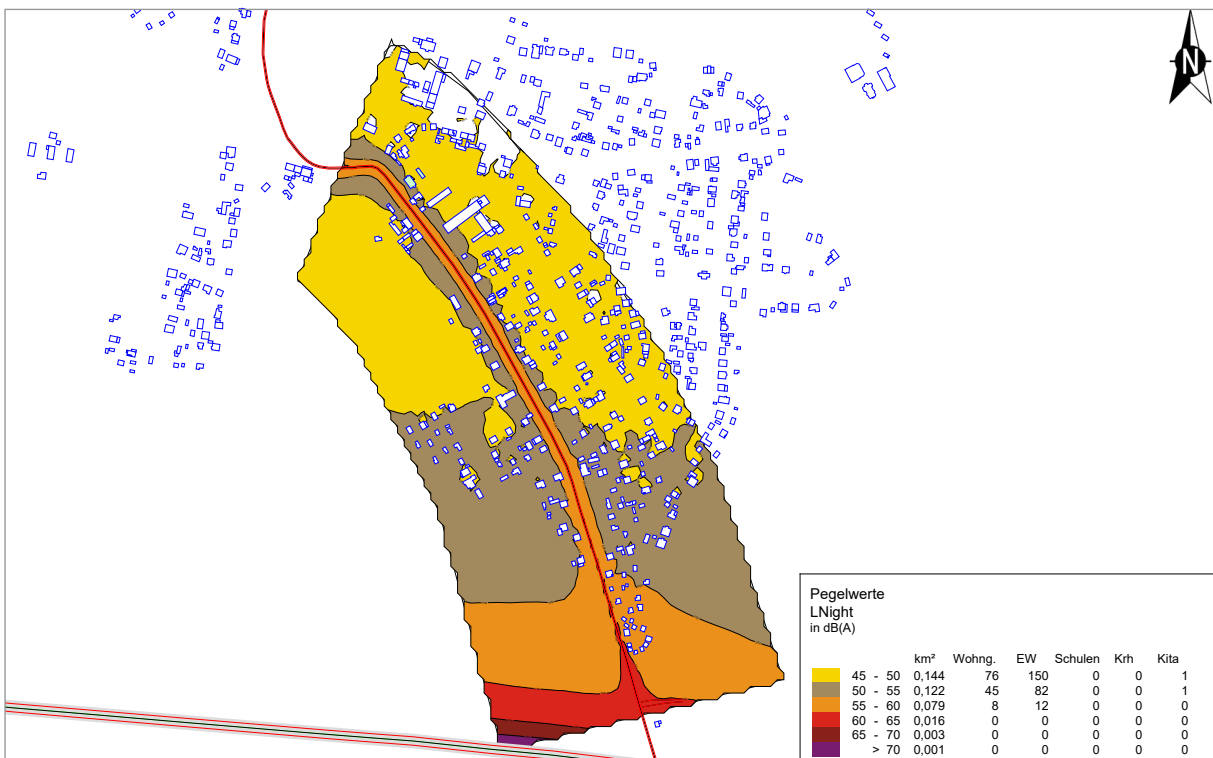 N
Pegelwerte
LNight
in dB(A)
km² Wohng. EW Schulen Krh Kita
45 - 50 0,144 76 150 0 0 1
50 - 55 0,122 45 82 0 0 1
55 - 60 0,079 8 12 0 0 0
60 - 65 0,016 0 0 0 0 0
65 - 70 0,003 0 0 0 0 0
> 70 0,001 0 0 0 0 0